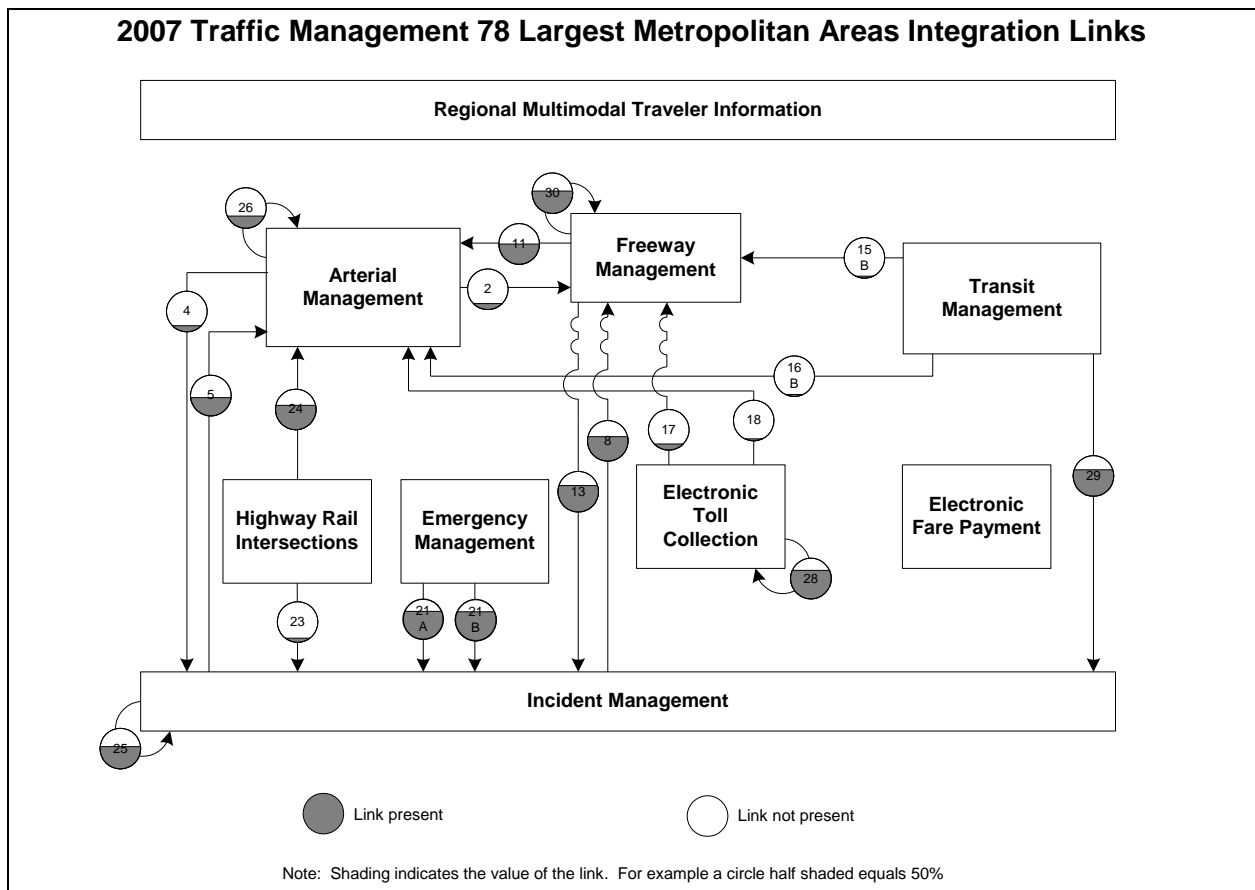 2007 Traffic Management 78 Largest Metropolitan Areas Integration Links
Regional Multimodal Traveler Information
30
26
11
Freeway
Management
15
B
Arterial
Management
2
Transit
Management
4
16
B
5
24
17
18
8
13
29
Highway Rail
Intersections
Emergency
Management
Electronic
Toll
Collection
Electronic
Fare Payment
28
23
21
A
21
B
Incident Management
25
Link present
Link not present
Note: Shading indicates the value of the link. For example a circle half shaded equals 50%